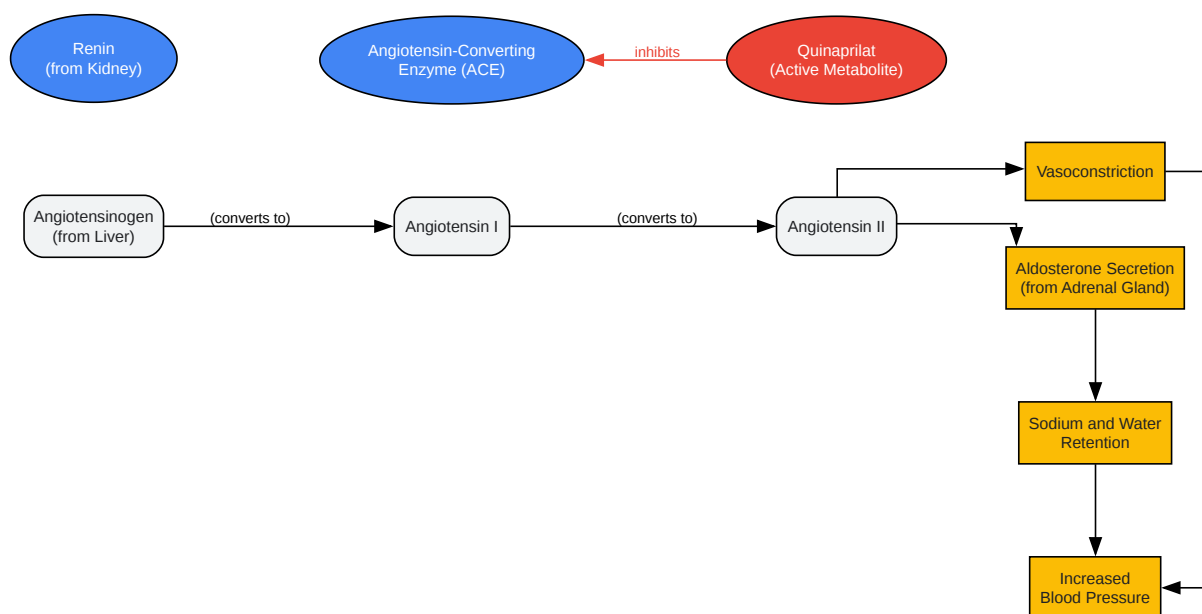 Renin
(from Kidney)
Angiotensin-Converting
Enzyme (ACE)
inhibits
Quinaprilat
(Active Metabolite)
Vasoconstriction
Angiotensinogen
(from Liver)
(converts to)
Angiotensin I
(converts to)
Angiotensin II
Aldosterone Secretion
(from Adrenal Gland)
Sodium and Water
Retention
Increased
Blood Pressure